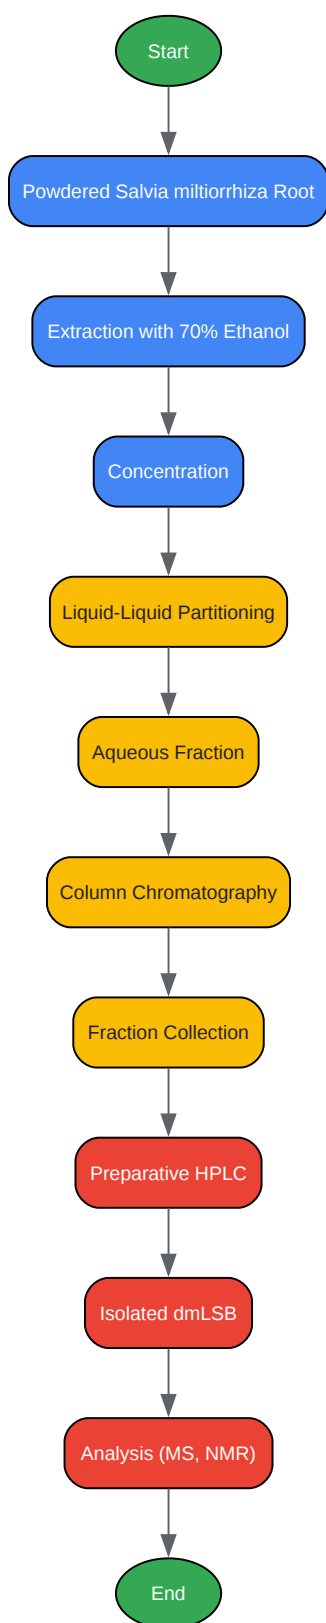 Start
Powdered Salvia miltiorrhiza Root
Extraction with 70% Ethanol
Concentration
Liquid-Liquid Partitioning
Aqueous Fraction
Column Chromatography
Fraction Collection
Preparative HPLC
Isolated dmLSB
Analysis (MS, NMR)
End